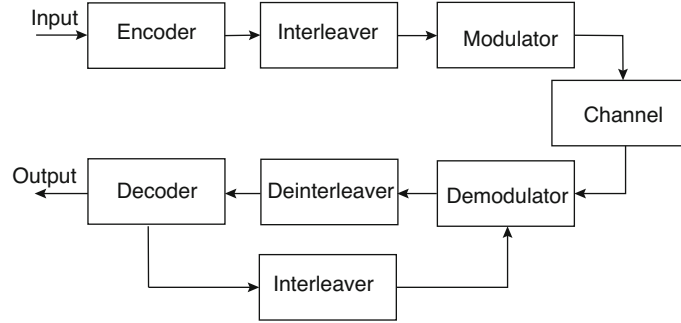 Input
Encoder
Interleaver
Modulator
Channel
Output
Decoder
Deinterleaver
Demodulator
Interleaver